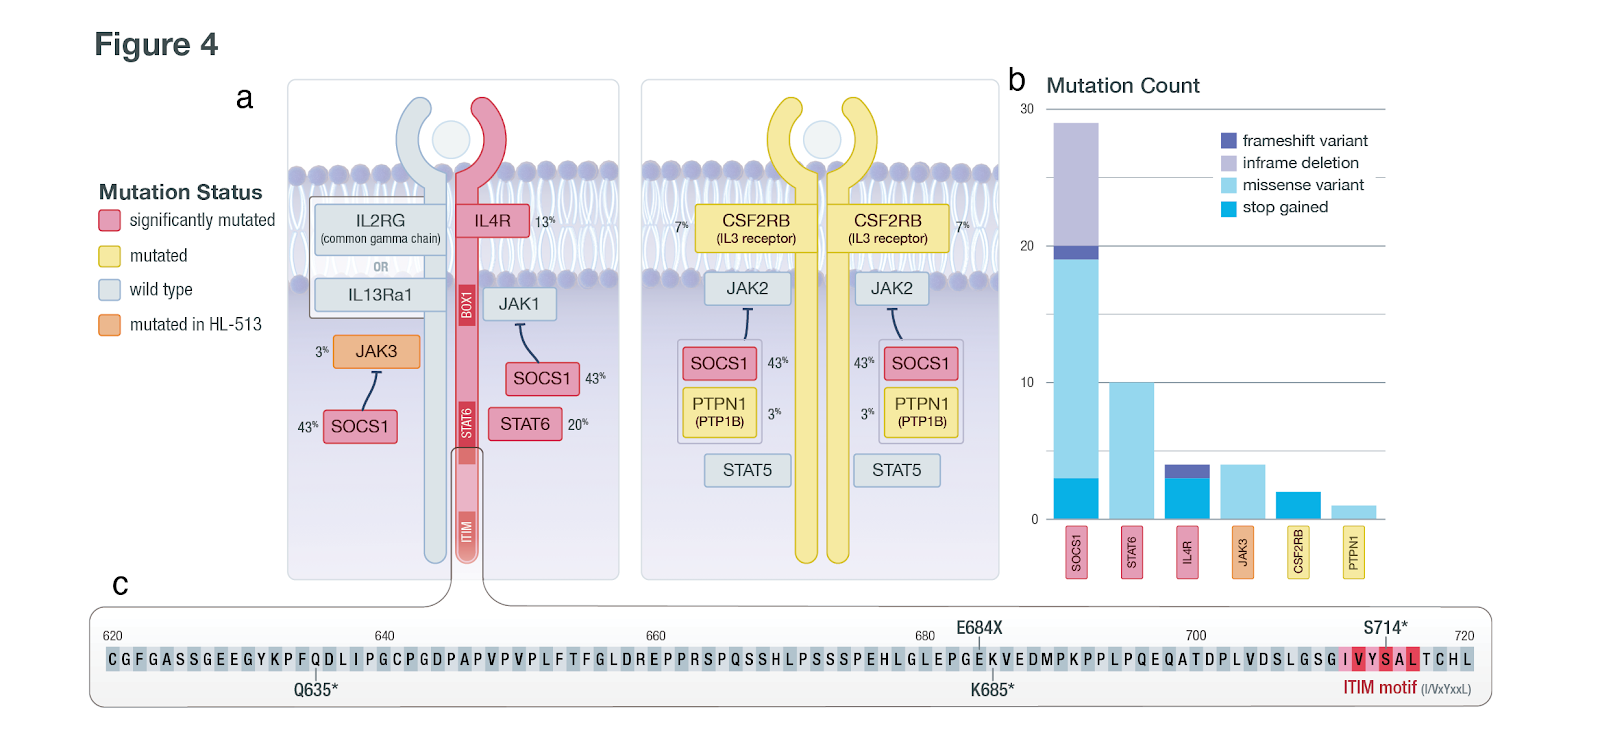 Figure 4
a
Mutation Status
significantly mutated
mutated
wild type
mutated in HL-513
IL2RG
(common gamma chain)
OR
IL13Ra1
IL4R
13%
BOX1
JAK1
3%
JAK3
SOCS1
43%
43%
SOCS1
STAT6
STAT6
20%
ITIM
7%
CSF2RB
(IL3 receptor)
CSF2RB
(IL3 receptor)
7%
JAK2
JAK2
SOCS1
43%
43%
SOCS1
PTPN1
(PTP1B)
3%
3%
PTPN1
(PTP1B)
STAT5
STAT5
b
Mutation Count
30
20
10
0
frameshift variant
inframe deletion
missense variant
stop gained
SOCS1
STAT6
IL4R
JAK3
CSF2RB
PTPN1
c
620 640 660 680 700 720
E684X
S714*
CGFGASSGEEGYKPFQDLIPGCPGDPAPVPVPLFTFGLDREPPRSPQSSHLPSSSPEHLGLEPGEKVEDMPKPPLPQEQATDPLVDSLGSGIVYSALTCHL
Q635*
K685*
ITIM motif (I/VxYxxL)